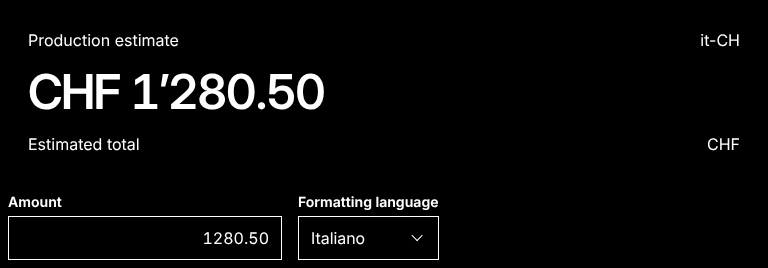 Production estimate it-CH
CHF 1’280.50
Estimated total CHF
Amount Formatting language
1280.50 Italiano